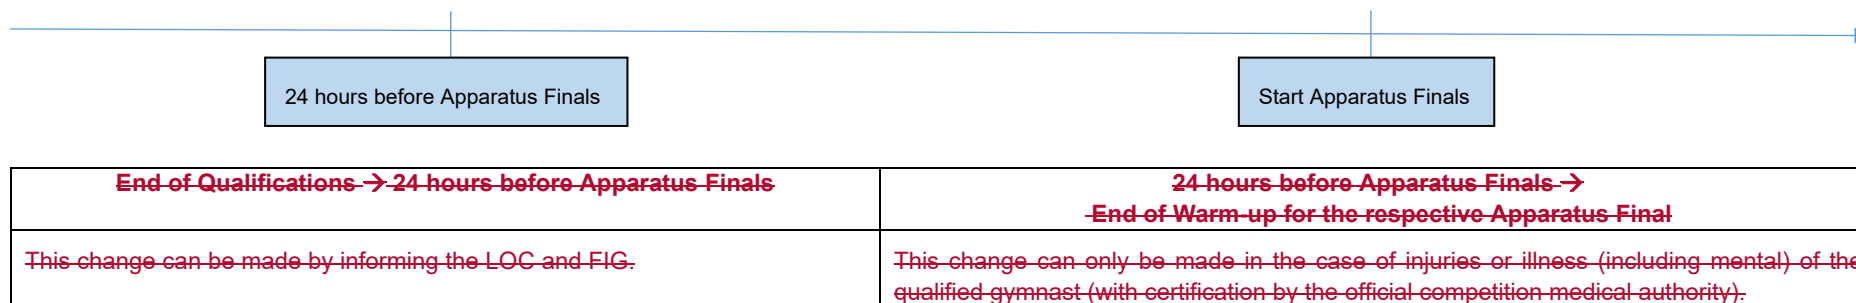 24 hours before Apparatus Finals
Start Apparatus Finals
End of Qualifications → 24 hours before Apparatus Finals
24 hours before Apparatus Finals →
End of Warm-up for the respective Apparatus Final
This change can be made by informing the LOC and FIG.
This change can only be made in the case of injuries or illness (including mental) of the
qualified gymnast (with certification by the official competition medical authority).